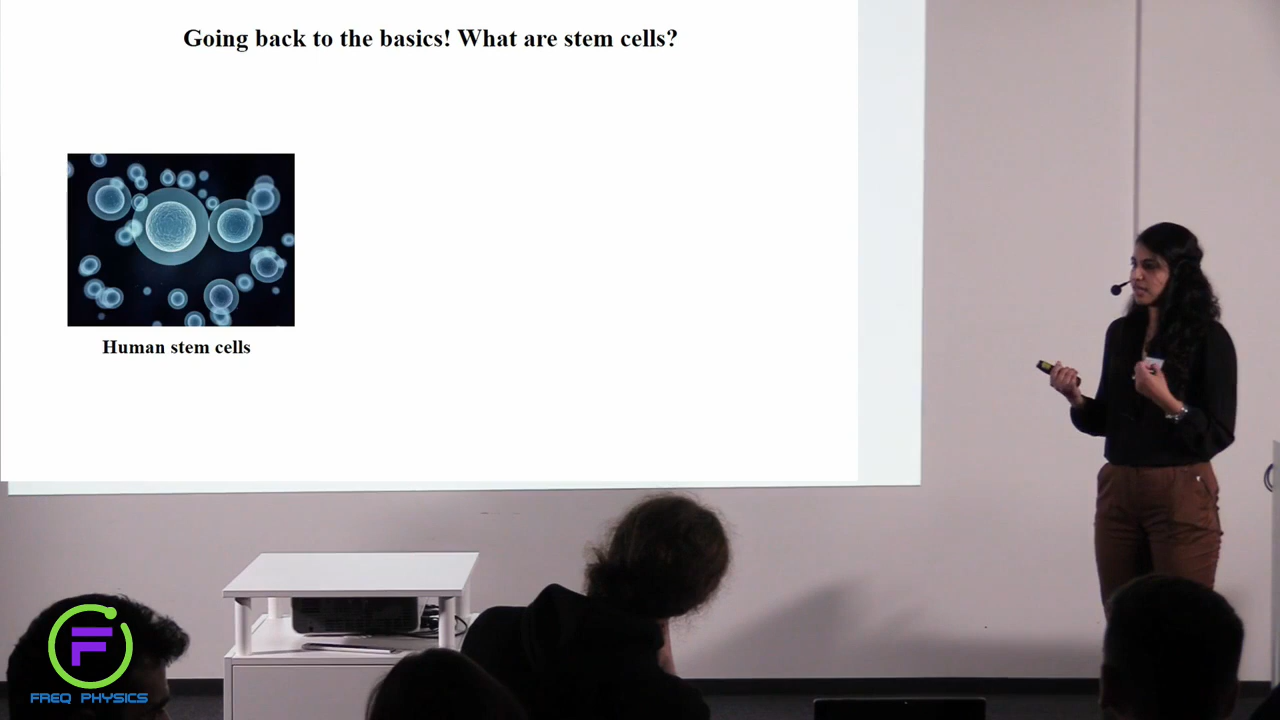 Going back to the basics! What are stem cells?
Human stem cells
F
FREQ PHYSICS